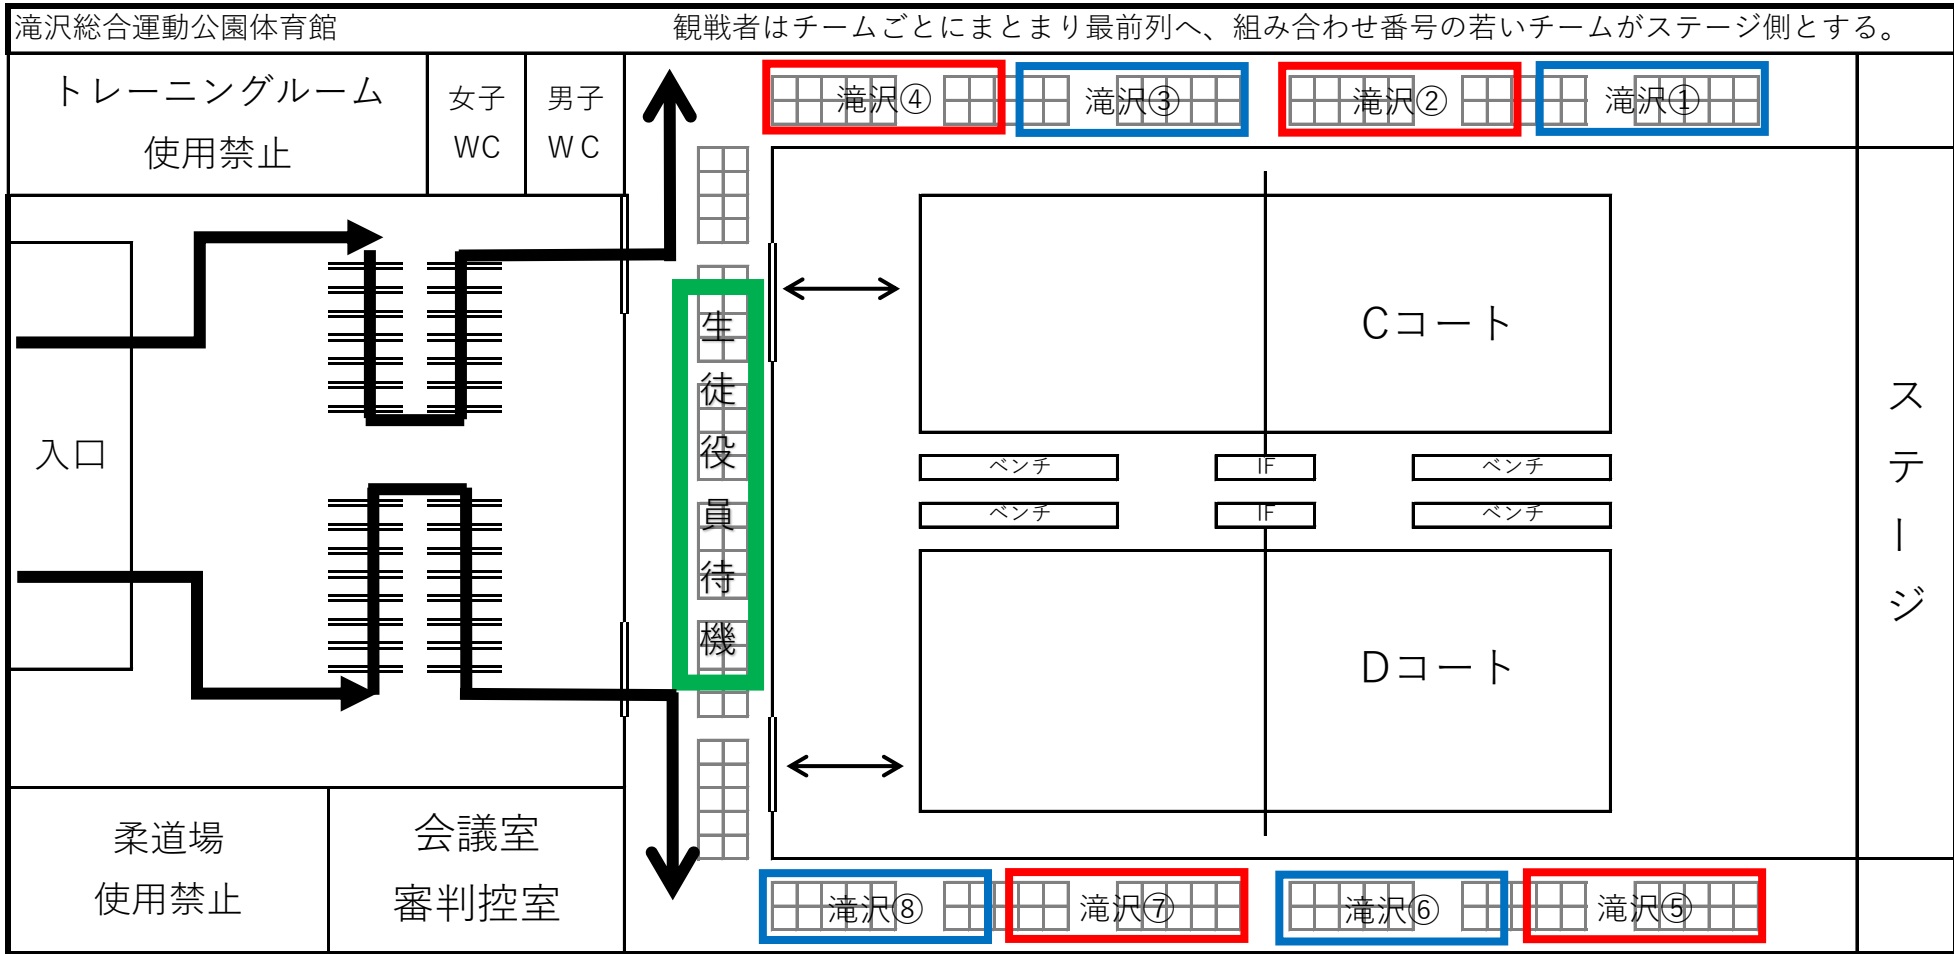 滝沢総合運動公園体育館
観戦者はチームごとにまとまり最前列へ、組み合わせ番号の若いチームがステージ側とする。
トレーニングルーム
使用禁止
女子
WC
男子
ＷＣ
滝沢④
滝沢③
滝沢②
滝沢①
入口
生徒役員待機
Cコート
ベンチ
IF
ベンチ
ベンチ
IF
ベンチ
Dコート
ステージ
柔道場
使用禁止
会議室
審判控室
滝沢⑧
滝沢⑦
滝沢⑥
滝沢⑤